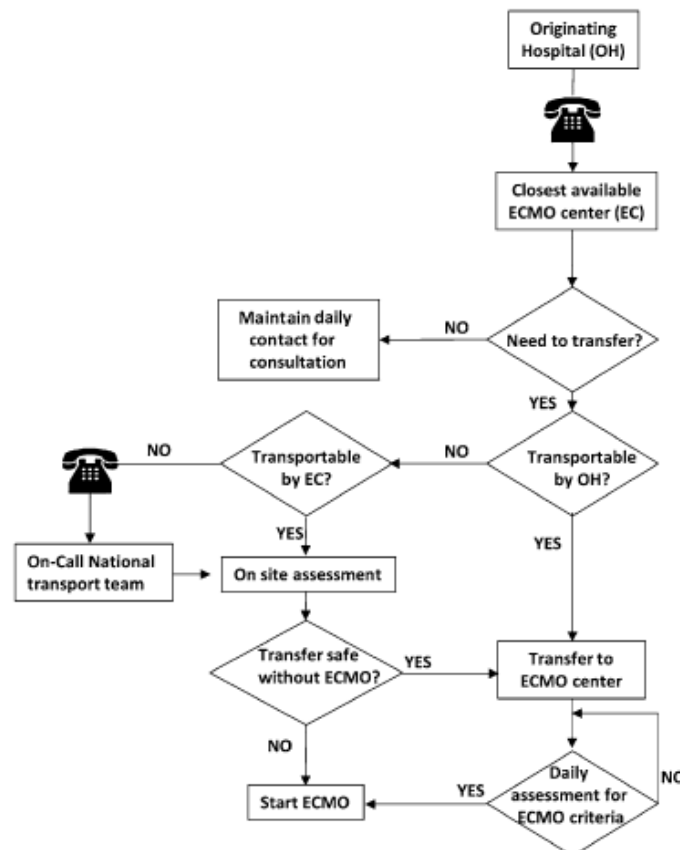 Originating
Hospital (OH)
Closest available
ECMO center (EC)
Maintain daily
contact for
consultation
NO
Need to transfer?
YES
NO
Transportable
by EC?
NO
Transportable
by OH?
YES
YES
On-Call National
transport team
On site assessment
Transfer safe
without ECMO?
YES
Transfer to
ECMO center
NO
Start ECMO
YES
Daily
assessment for
ECMO criteria
NO